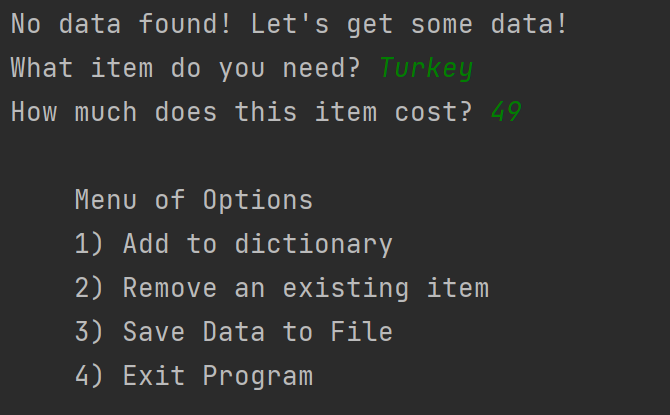 No data found! Let's get some data!
What item do you need? Turkey
How much does this item cost? 49
Menu of Options
1) Add to dictionary
2) Remove an existing item
3) Save Data to File
4) Exit Program